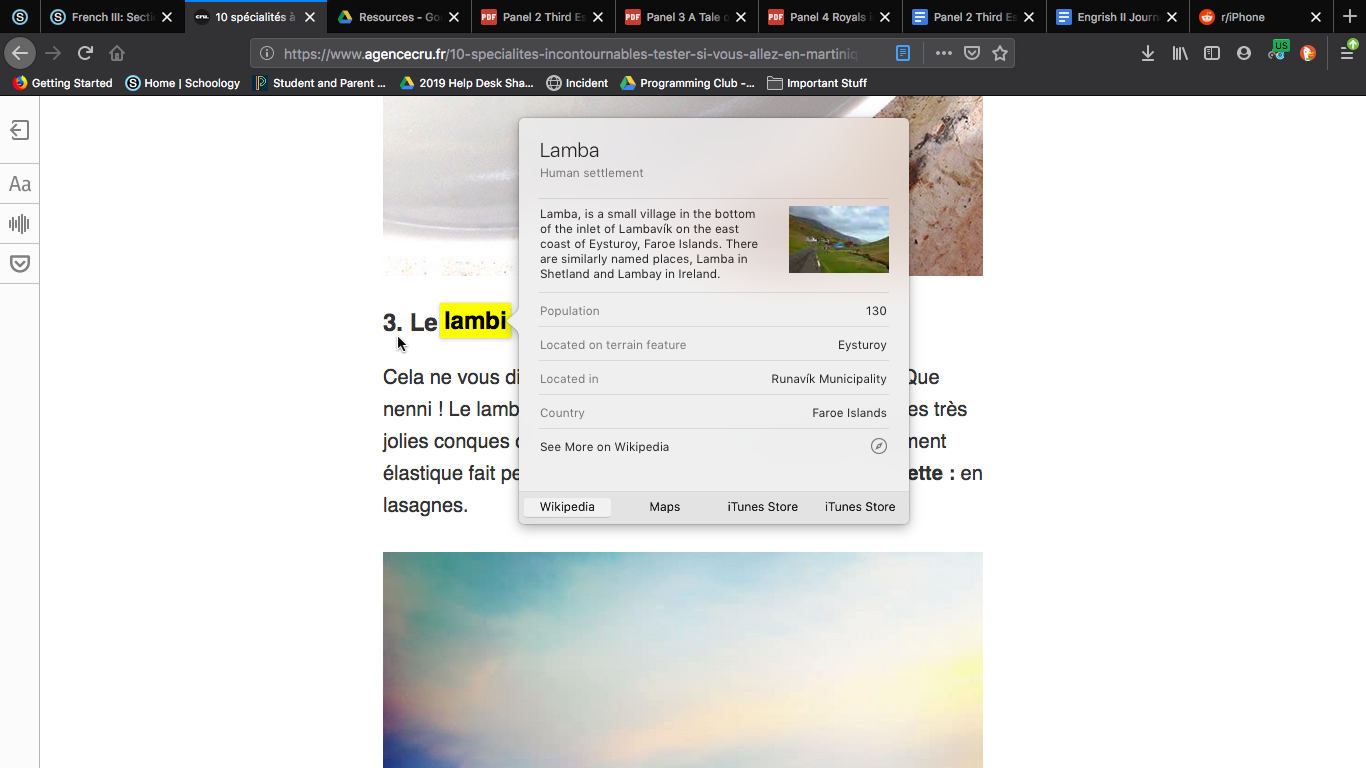 French III: Secti
10 spécialités à
Resources - Go
Panel 2 Third Es
Panel 3 A Tale o
Panel 4 Royals
Panel 2 Third Es
Engrish II Journ
r/iPhone
https://www.agencecru.fr/10-specialites-incontournables-tester-si-vous-allez-en-martiniq
US
Getting Started
Home | Schoology
Student and Parent ...
2019 Help Desk Sha...
Incident
Programming Club -...
Important Stuff
Aa
Lamba
Human settlement
Lamba, is a small village in the bottom
of the inlet of Lambavík on the east
coast of Eysturoy, Faroe Islands. There
are similarly named places, Lamba in
Shetland and Lambay in Ireland.
Population 130
Located on terrain feature Eysturoy
Located in Runavík Municipality
Country Faroe Islands
See More on Wikipedia
Wikipedia Maps iTunes Store iTunes Store
3. Le lambi
Cela ne vous di Que
nenni ! Le lamb es très
jolies conques ment
élastique fait pe ette : en
lasagnes.